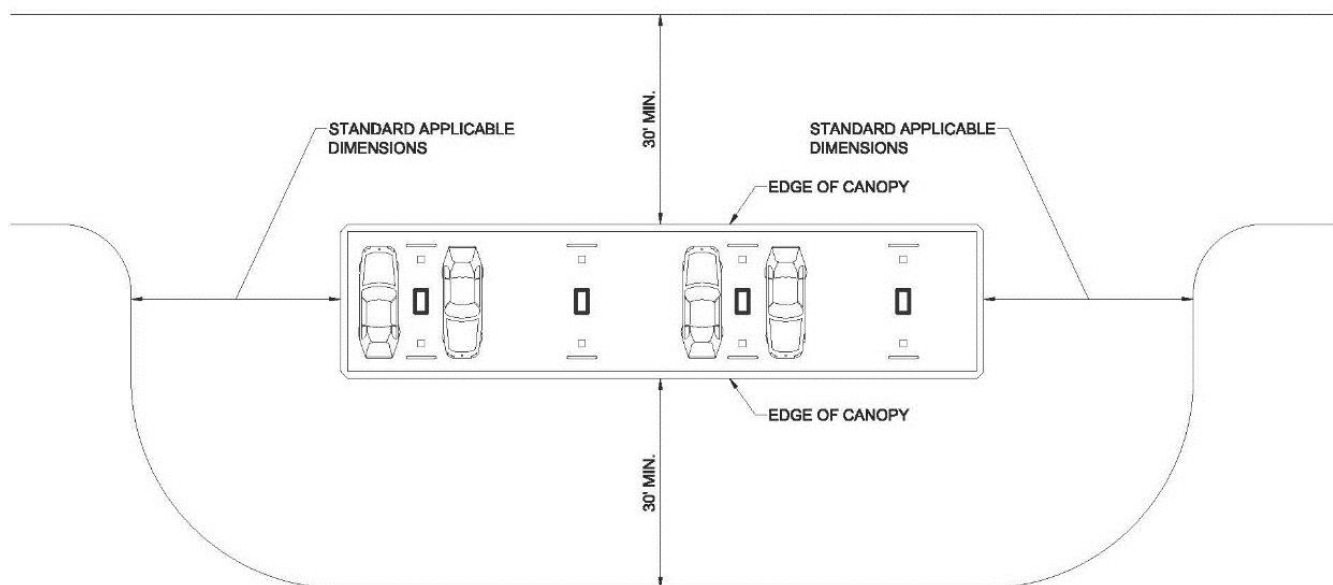 30' MIN.
STANDARD APPLICABLE
DIMENSIONS
STANDARD APPLICABLE
DIMENSIONS
EDGE OF CANOPY
EDGE OF CANOPY
30' MIN.